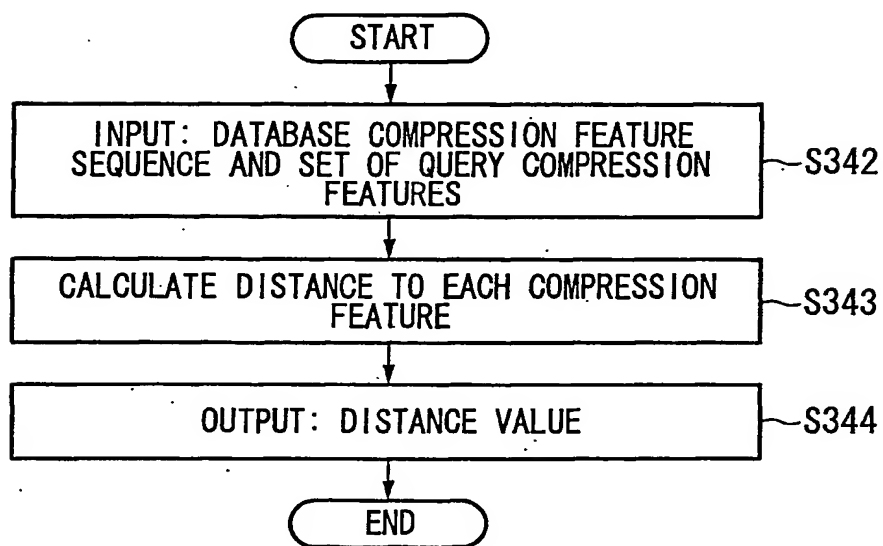 START
INPUT: DATABASE COMPRESSION FEATURE
SEQUENCE AND SET OF QUERY COMPRESSION
FEATURES
S342
CALCULATE DISTANCE TO EACH COMPRESSION
FEATURE
S343
OUTPUT: DISTANCE VALUE
S344
END